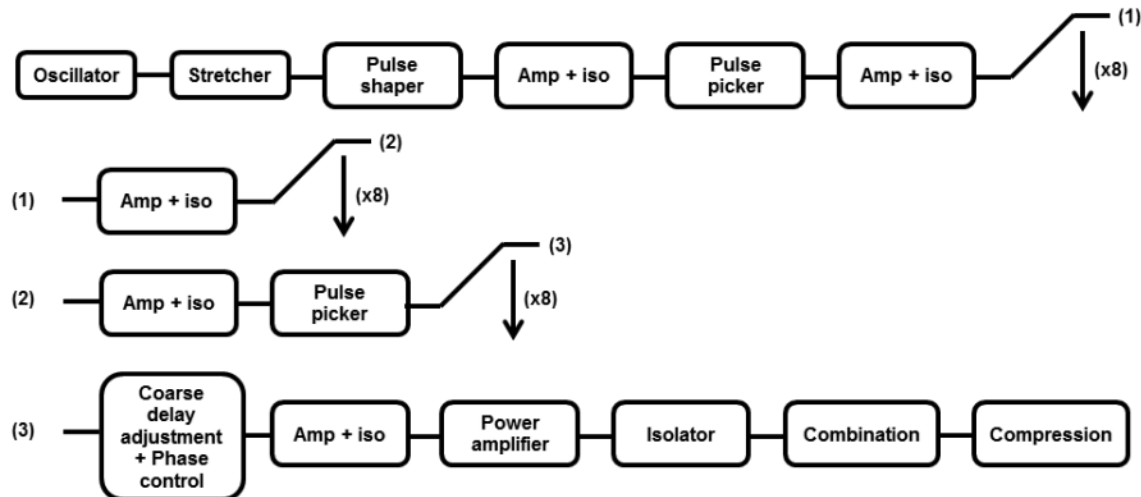 (1)
Oscillator
Stretcher
Pulse
shaper
Amp + iso
Pulse
picker
Amp + iso
(x8)
(1)
Amp + iso
(2)
(x8)
(2)
Amp + iso
Pulse
picker
(3)
(x8)
(3)
Coarse
delay
adjustment
+ Phase
control
Amp + iso
Power
amplifier
Isolator
Combination
Compression